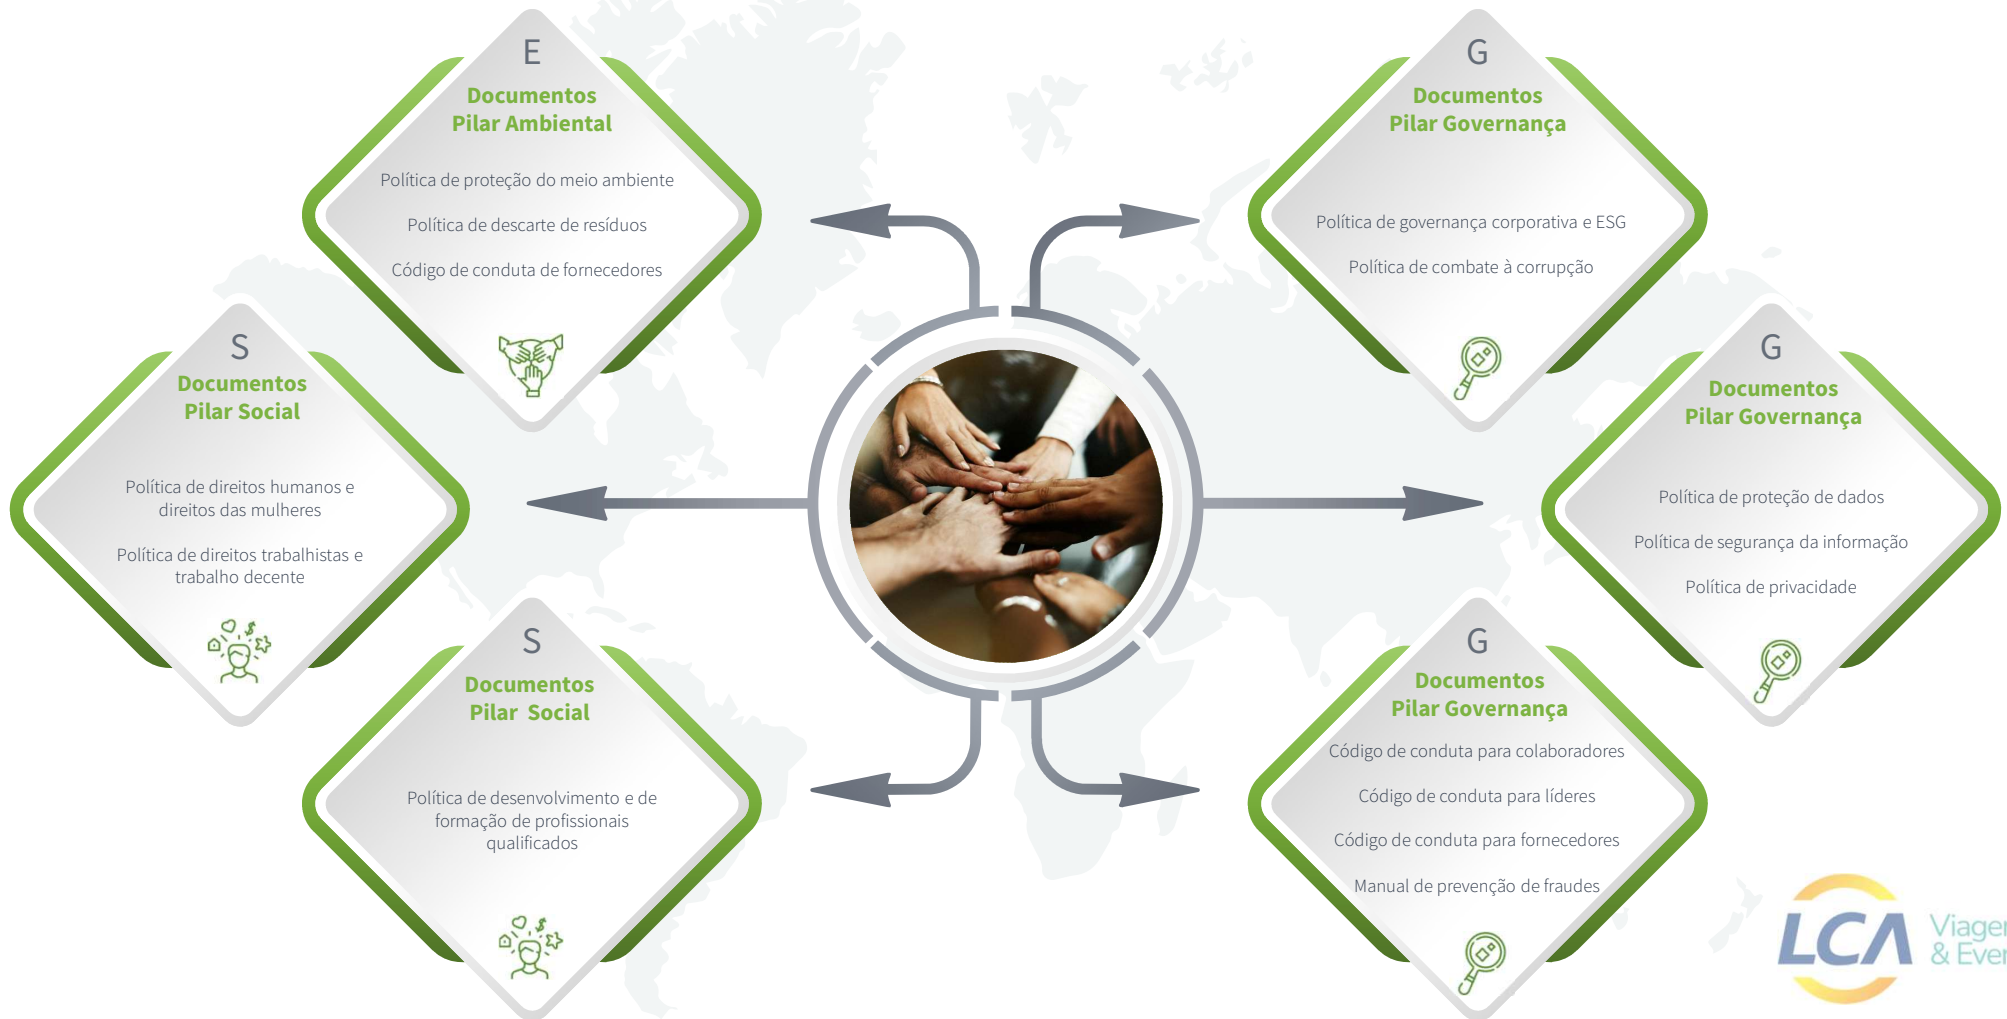 E
Documentos
Pilar Ambiental
Política de proteção do meio ambiente
Política de descarte de resíduos
Código de conduta de fornecedores
S
Documentos
Pilar Social
Política de direitos humanos e
direitos das mulheres
Política de direitos trabalhistas e
trabalho decente
S
Documentos
Pilar Social
Política de desenvolvimento e de
formação de profissionais
qualificados
G
Documentos
Pilar Governança
Política de governança corporativa e ESG
Política de combate à corrupção
G
Documentos
Pilar Governança
Política de proteção de dados
Política de segurança da informação
Política de privacidade
G
Documentos
Pilar Governança
Código de conduta para colaboradores
Código de conduta para líderes
Código de conduta para fornecedores
Manual de prevenção de fraudes
LCA
&